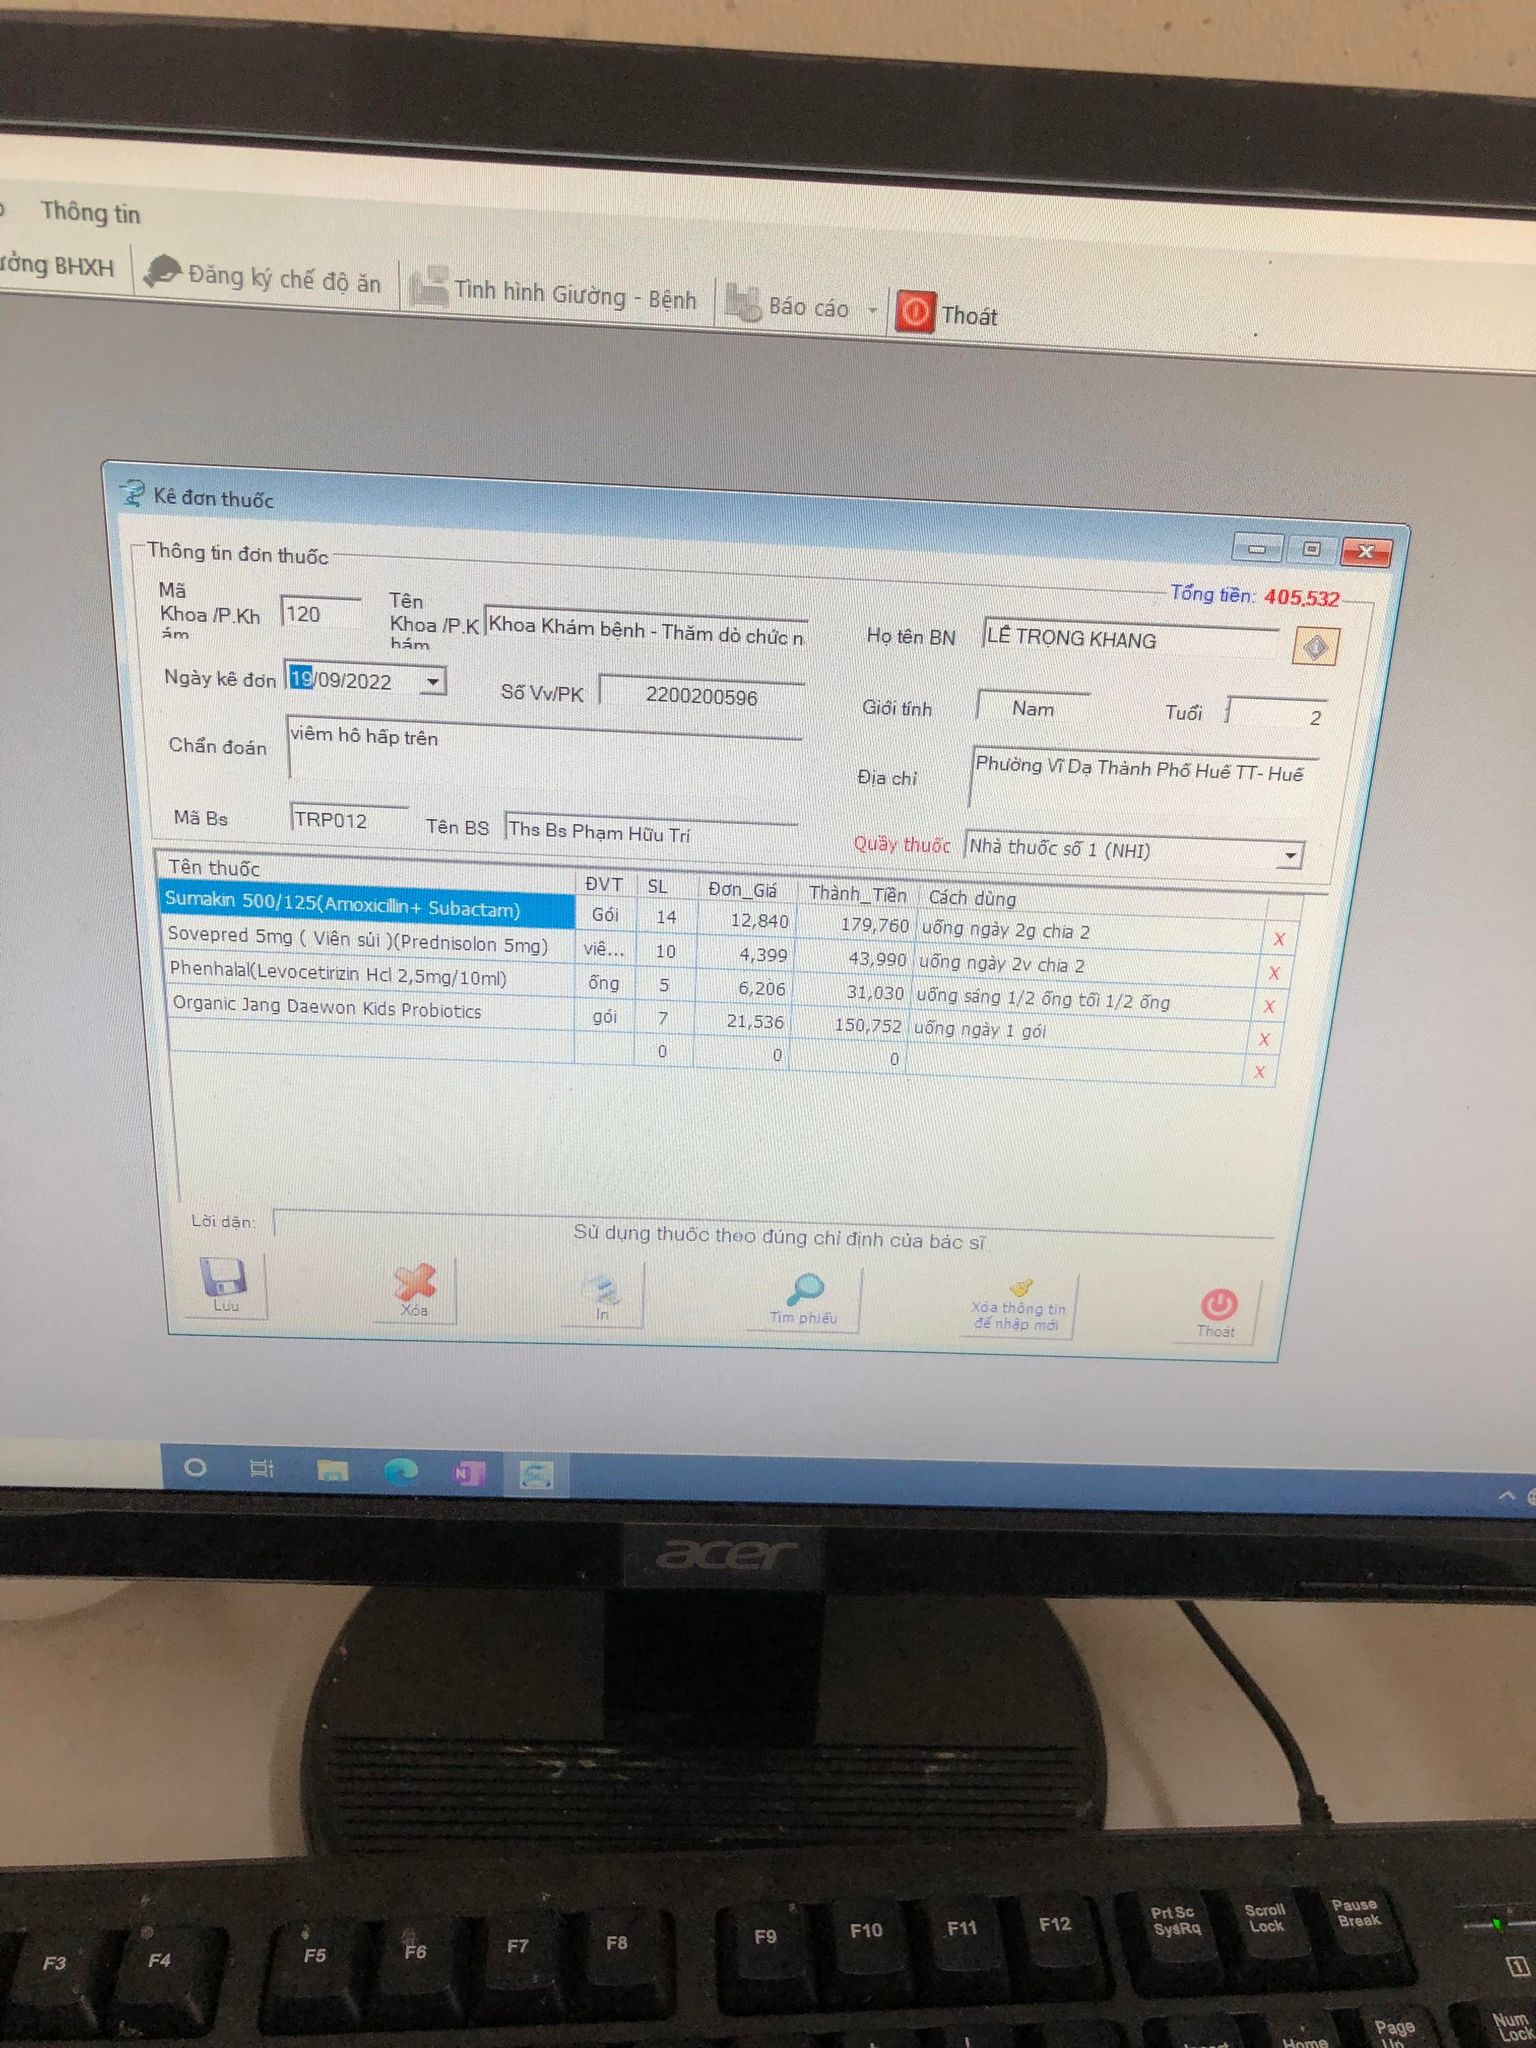 Thông tin
ưởng BHXH
Đăng ký chế độ ăn
Tình hình Giường - Bệnh
Báo cáo
Thoát
Kê đơn thuốc
Thông tin đơn thuốc
Tổng tiền: 405,532
Mã Khoa /P.Kh ám
120
Tên Khoa /P.K hám
Khoa Khám bệnh - Thăm dò chức n
Họ tên BN
LÊ TRỌNG KHANG
Ngày kê đơn
19/09/2022
Số Vv/PK
2200200596
Giới tính
Nam
Tuổi
2
Chẩn đoán
viêm hô hấp trên
Địa chỉ
Phường Vĩ Dạ Thành Phố Huế TT- Huế
Mã Bs
TRP012
Tên BS
Ths Bs Phạm Hữu Trí
Quầy thuốc
Nhà thuốc số 1 (NHI)
Tên thuốc ĐVT SL Đơn_Giá Thành_Tiền Cách dùng
Sumakin 500/125(Amoxicillin+ Subactam) Gói 14 12,840 179,760 uống ngày 2g chia 2 X
Sovepred 5mg ( Viên sủi )(Prednisolon 5mg) viê... 10 4,399 43,990 uống ngày 2v chia 2 X
Phenhalal(Levocetirizin Hcl 2,5mg/10ml) ống 5 6,206 31,030 uống sáng 1/2 ống tối 1/2 ống X
Organic Jang Daewon Kids Probiotics gói 7 21,536 150,752 uống ngày 1 gói X
0 0 0 X
Lời dặn:
Sử dụng thuốc theo đúng chỉ định của bác sĩ
Lưu
Xóa
In
Tìm phiếu
Xóa thông tin để nhập mới
Thoát
N
acer
F3 F4 F5 F6 F7 F8 F9 F10 F11 F12
Prt Sc SysRq
Scroll Lock
Pause Break
1
Home
Page Up
Num Lock